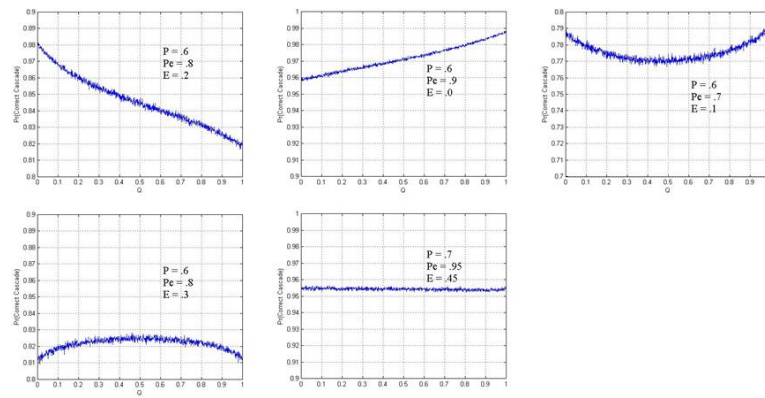 0.9
0.89
0.88
0.87
0.86
0.85
0.84
0.83
0.82
0.81
0.8
Pr(Correct Cascade)
P = .6
Pe = .8
E = .2
0 0.1 0.2 0.3 0.4 0.5 0.6 0.7 0.8 0.9 1
Q
1
0.99
0.98
0.97
0.96
0.95
0.94
0.93
0.92
0.91
0.9
Pr(Correct Cascade)
P = .6
Pe = .9
E = .0
0 0.1 0.2 0.3 0.4 0.5 0.6 0.7 0.8 0.9 1
Q
0.8
0.79
0.78
0.77
0.76
0.75
0.74
0.73
0.72
0.71
0.7
Pr(Correct Cascade)
P = .6
Pe = .7
E = .1
0 0.1 0.2 0.3 0.4 0.5 0.6 0.7 0.8 0.9
Q
0.9
0.89
0.88
0.87
0.86
0.85
0.84
0.83
0.82
0.81
0.8
Pr(Correct Cascade)
P = .6
Pe = .8
E = .3
0 0.1 0.2 0.3 0.4 0.5 0.6 0.7 0.8 0.9 1
Q
1
0.99
0.98
0.97
0.96
0.95
0.94
0.93
0.92
0.91
0.9
Pr(Correct Cascade)
P = .7
Pe = .95
E = .45
0 0.1 0.2 0.3 0.4 0.5 0.6 0.7 0.8 0.9 1
Q